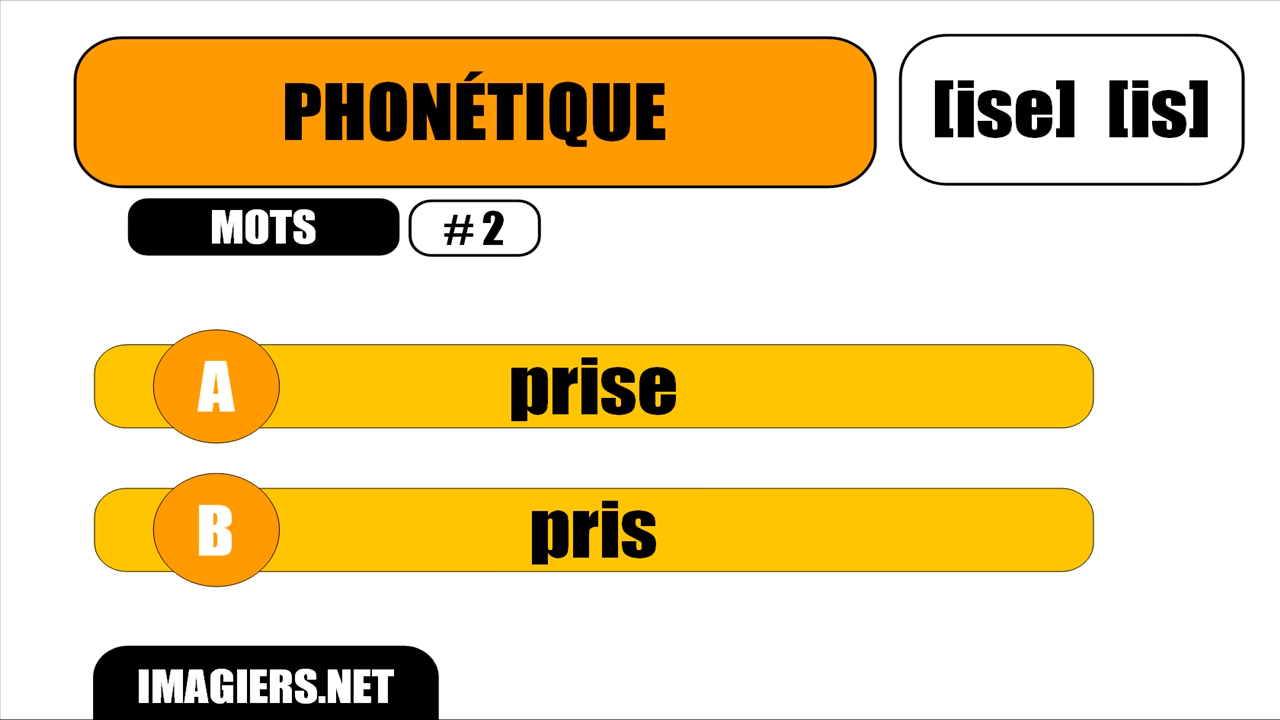 PHONÉTIQUE
[ise] [is]
MOTS
# 2
A prise
B pris
IMAGIERS.NET